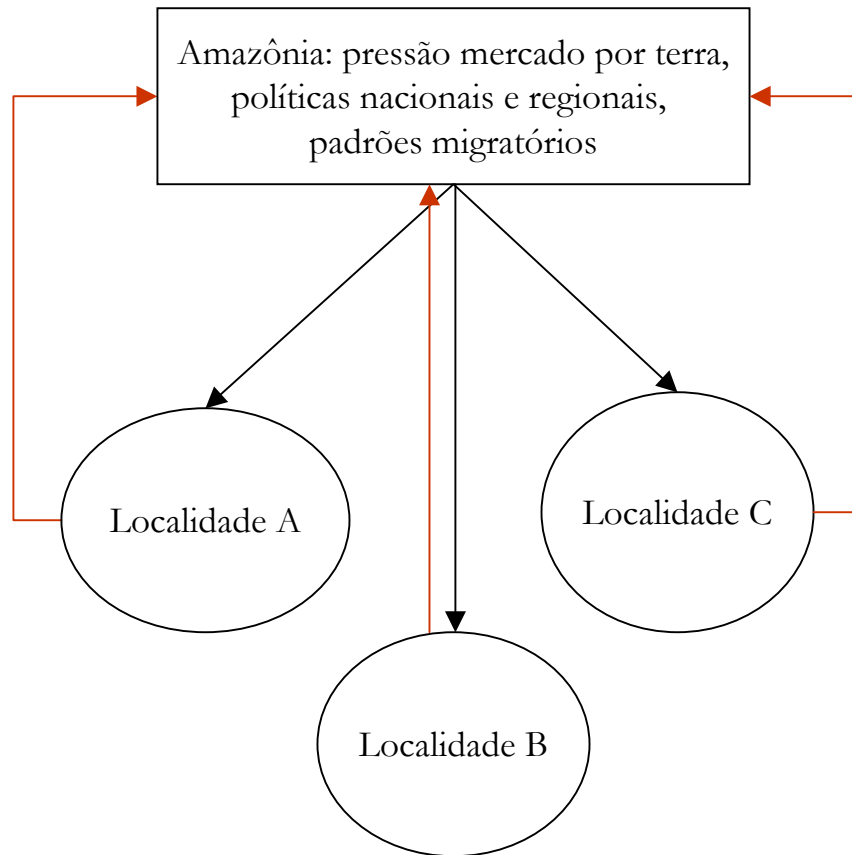 Amazônia: pressão mercado por terra,
políticas nacionais e regionais,
padrões migratórios
Localidade A
Localidade C
Localidade B